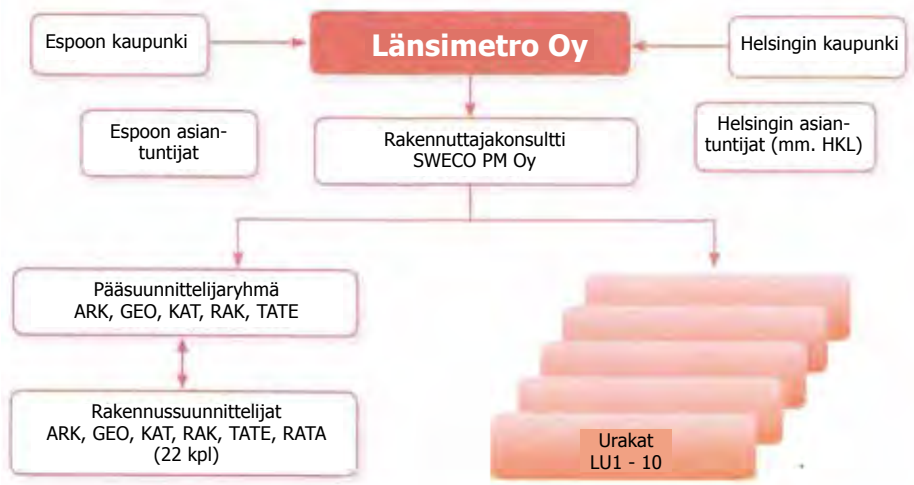 Espoon kaupunki
Länsimetro Oy
Helsingin kaupunki
Espoon asian-
tuntijat
Rakennuttajakonsultti
SWECO PM Oy
Helsingin asian-
tuntijat (mm. HKL)
Pääsuunnittelijaryhmä
ARK, GEO, KAT, RAK, TATE
Rakennussuunnittelijat
ARK, GEO, KAT, RAK, TATE, RATA
(22 kpl)
Urakat
LU1 - 10